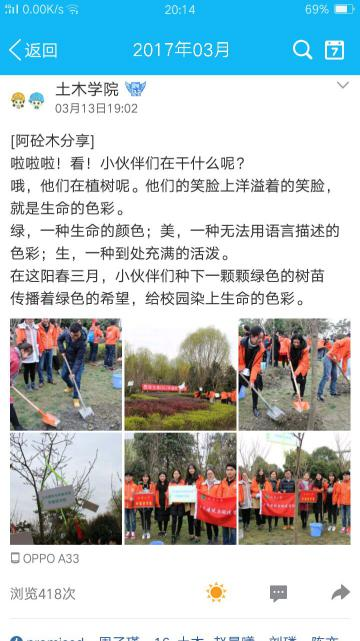 0.00K/s
20:14
69%
返回
2017年03月
7
土木学院
03月13日19:02
[阿砼木分享]
啦啦啦！看！小伙伴们在干什么呢？
哦，他们在植树呢。他们的笑脸上洋溢着的笑脸，
就是生命的色彩。
绿，一种生命的颜色；美，一种无法用语言描述的
色彩；生，一种到处充满的活泼。
在这阳春三月，小伙伴们种下一颗颗绿色的树苗
传播着绿色的希望，给校园染上生命的色彩。
OPPO A33
浏览418次